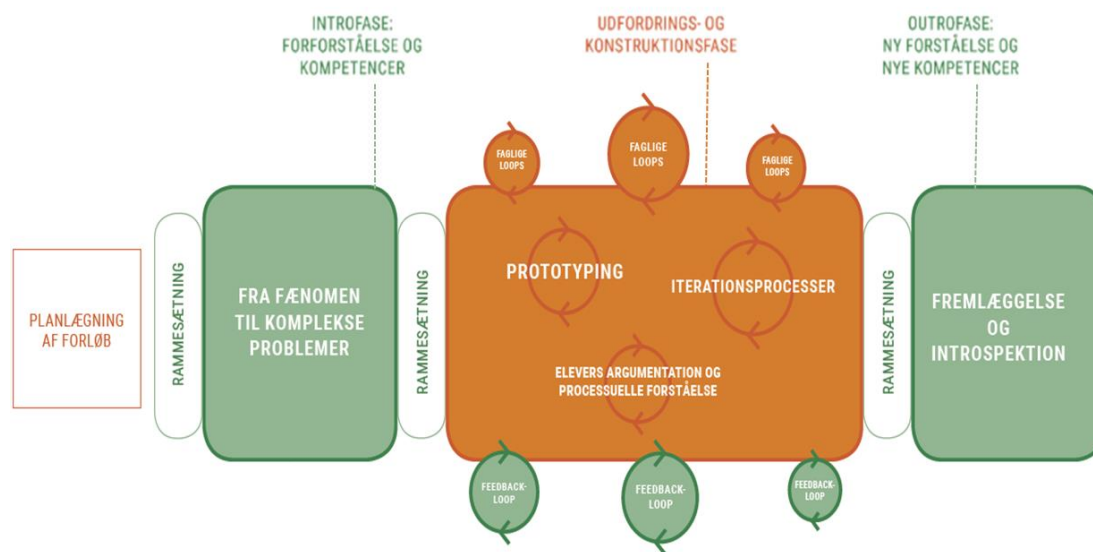 INTROFASE:
FORFORSTÅELSE OG
KOMPETENCER
UDFORDRINGS- OG
KONSTRUKTIONSFASE
OUTROFASE:
NY FORSTÅELSE OG
NYE KOMPETENCER
FAGLIGE
LOOPS
FAGLIGE
LOOPS
FAGLIGE
LOOPS
PLANLÆGNING
AF FORLØB
RAMMESÆTNING
FRA FÆNOMEN
TIL KOMPLEKSE
PROBLEMER
RAMMESÆTNING
PROTOTYPING
ITERATIONSPROCESSER
ELEVERS ARGUMENTATION OG
PROCESSUELLE FORSTÅELSE
RAMMESÆTNING
FREMLÆGGELSE
OG
INTROSPEKTION
FEEDBACK-
LOOP
FEEDBACK-
LOOP
FEEDBACK-
LOOP